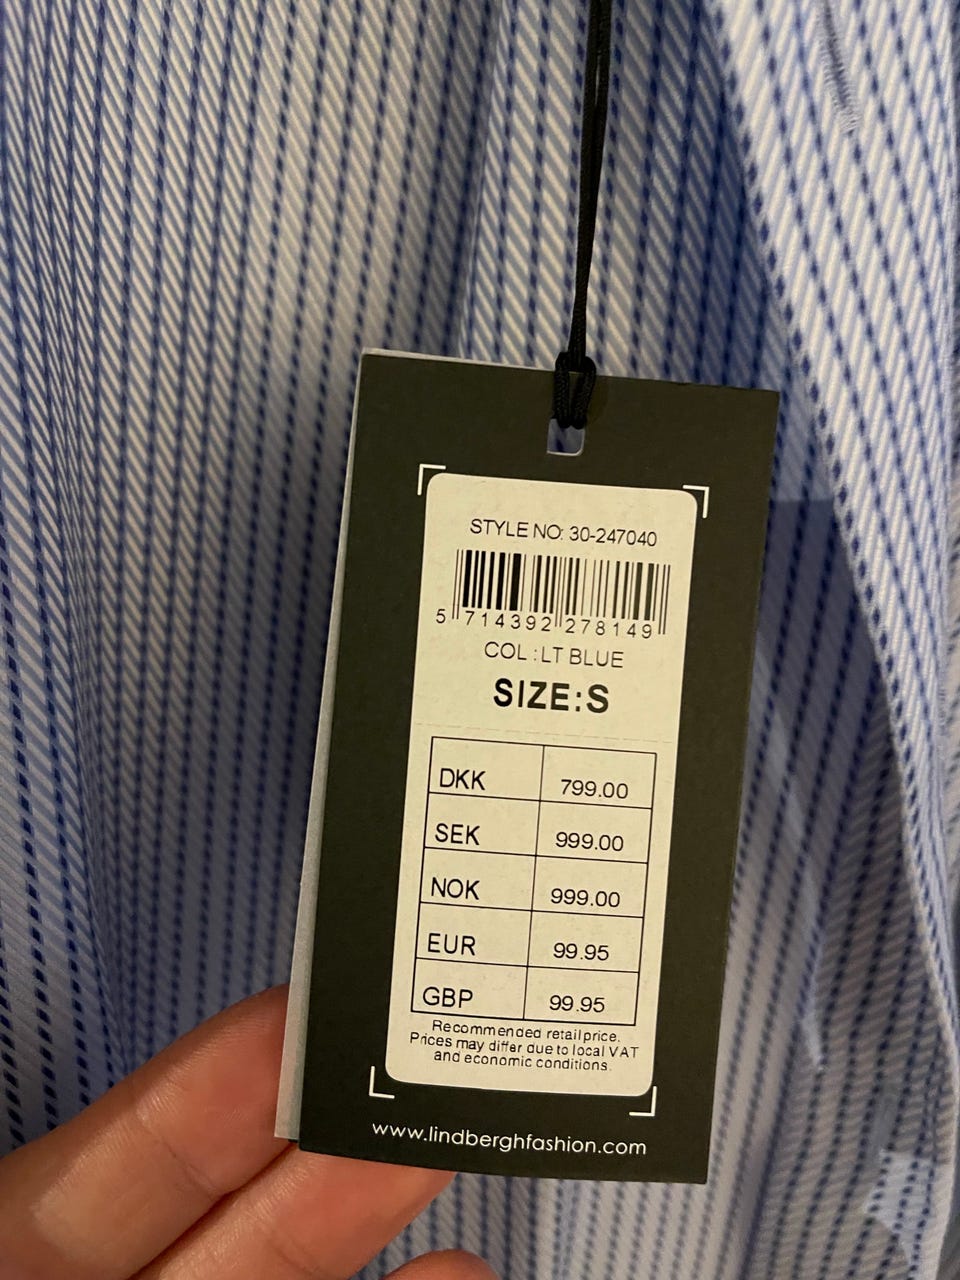 STYLE NO: 30-247040
5 714392 278149
COL :LT BLUE
SIZE:S
DKK 799.00
SEK 999.00
NOK 999.00
EUR 99.95
GBP 99.95
Recommended retail price.
Prices may differ due to local VAT
and economic conditions.
www.lindberghfashion.com